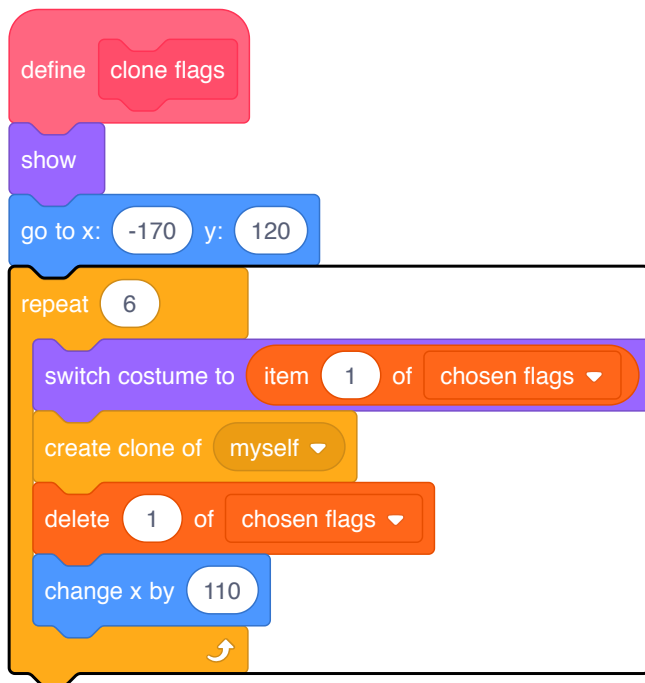 define clone flags
show
go to x: -170 y: 120
repeat 6
switch costume to item 1 of chosen flags
create clone of myself
delete 1 of chosen flags
change x by 110